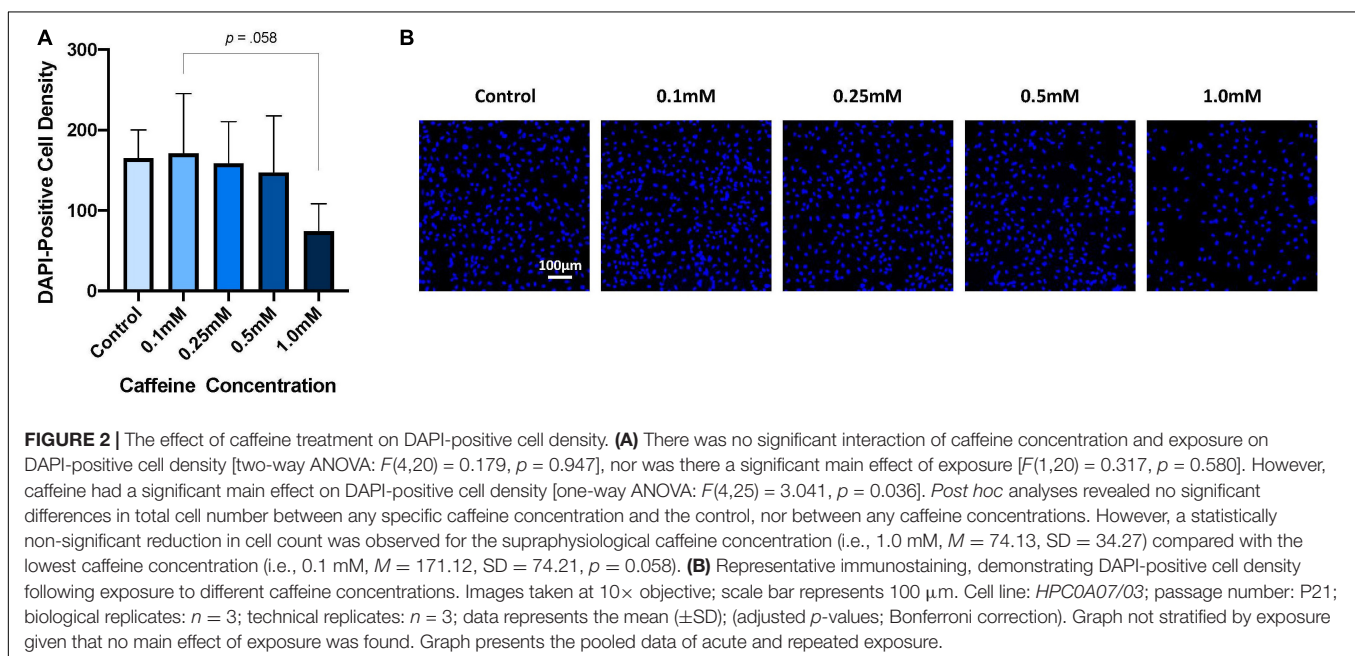 A
B
p = .058
300
200
100
0
DAPI-Positive Cell Density
Control
0.1mM
0.25mM
0.5mM
1.0mM
Caffeine Concentration
Control
0.1mM
0.25mM
0.5mM
1.0mM
100µm
FIGURE 2 | The effect of caffeine treatment on DAPI-positive cell density. (A) There was no significant interaction of caffeine concentration and exposure on
DAPI-positive cell density [two-way ANOVA: F(4,20) = 0.179, p = 0.947], nor was there a significant main effect of exposure [F(1,20) = 0.317, p = 0.580]. However,
caffeine had a significant main effect on DAPI-positive cell density [one-way ANOVA: F(4,25) = 3.041, p = 0.036]. Post hoc analyses revealed no significant
differences in total cell number between any specific caffeine concentration and the control, nor between any caffeine concentrations. However, a statistically
non-significant reduction in cell count was observed for the supraphysiological caffeine concentration (i.e., 1.0 mM, M = 74.13, SD = 34.27) compared with the
lowest caffeine concentration (i.e., 0.1 mM, M = 171.12, SD = 74.21, p = 0.058). (B) Representative immunostaining, demonstrating DAPI-positive cell density
following exposure to different caffeine concentrations. Images taken at 10× objective; scale bar represents 100 μm. Cell line: HPC0A07/03; passage number: P21;
biological replicates: n = 3; technical replicates: n = 3; data represents the mean (±SD); (adjusted p-values; Bonferroni correction). Graph not stratified by exposure
given that no main effect of exposure was found. Graph presents the pooled data of acute and repeated exposure.